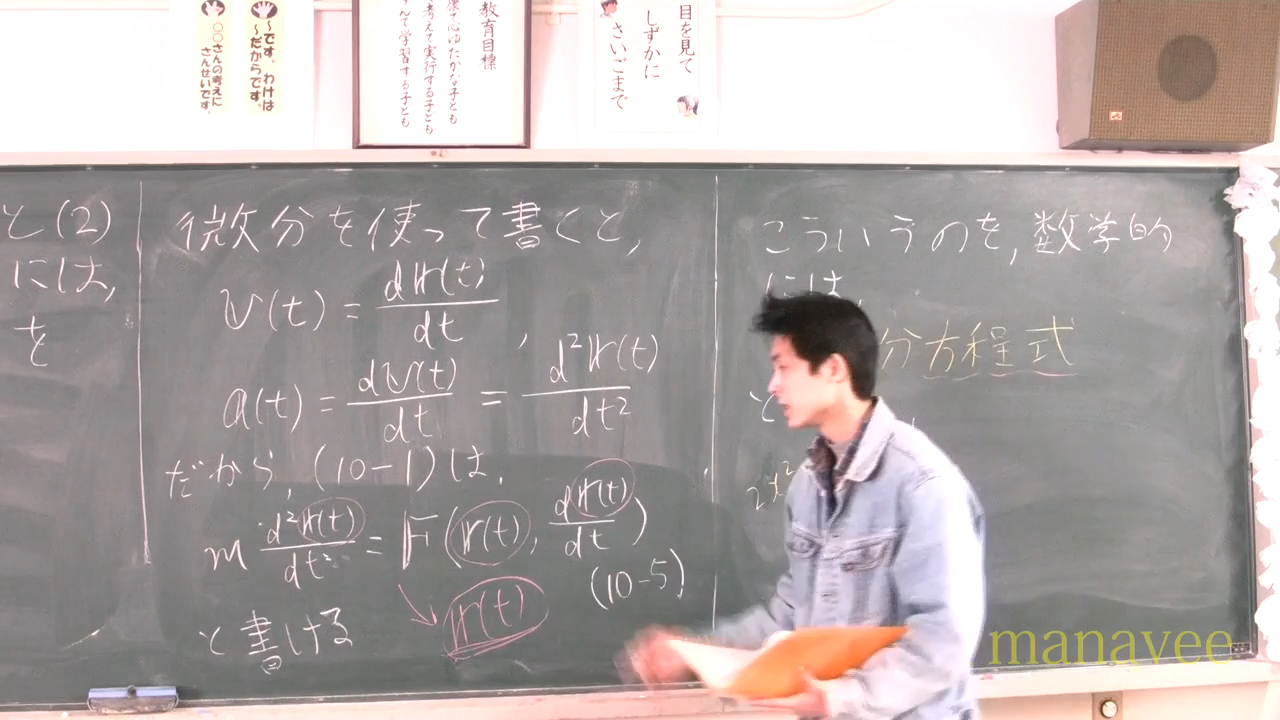 〜です。わけは
〜だからです。
○○さんの考えに
さんせいです。
教育目標
目を見て
しずかに
さいごまで
と(2)
には,
を
微分を使って書くと,
v(t) = dr(t)/dt ,
a(t) = dv(t)/dt = d²r(t)/dt²
だから, (10-1)は,
m d²r(t)/dt² = F(r(t), dr(t)/dt)
(10-5)
r(t)
と書ける
こういうのを, 数学的
には,
分方程式
と
manavee